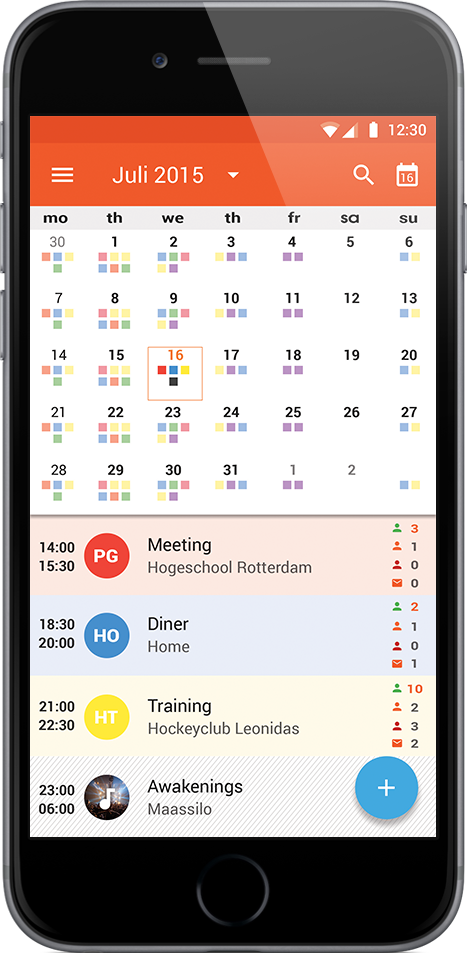 12:30
Juli 2015 16
mo th we th fr sa su
30 1 2 3 4 5 6
7 8 9 10 11 12 13
14 15 16 17 18 19 20
21 22 23 24 25 26 27
28 29 30 31 1 2
14:00 15:30 PG Meeting
Hogeschool Rotterdam
3
1
0
0
18:30 20:00 HO Diner
Home
2
1
0
1
21:00 22:30 HT Training
Hockeyclub Leonidas
10
2
3
2
23:00 06:00 Awakenings
Maassilo
+